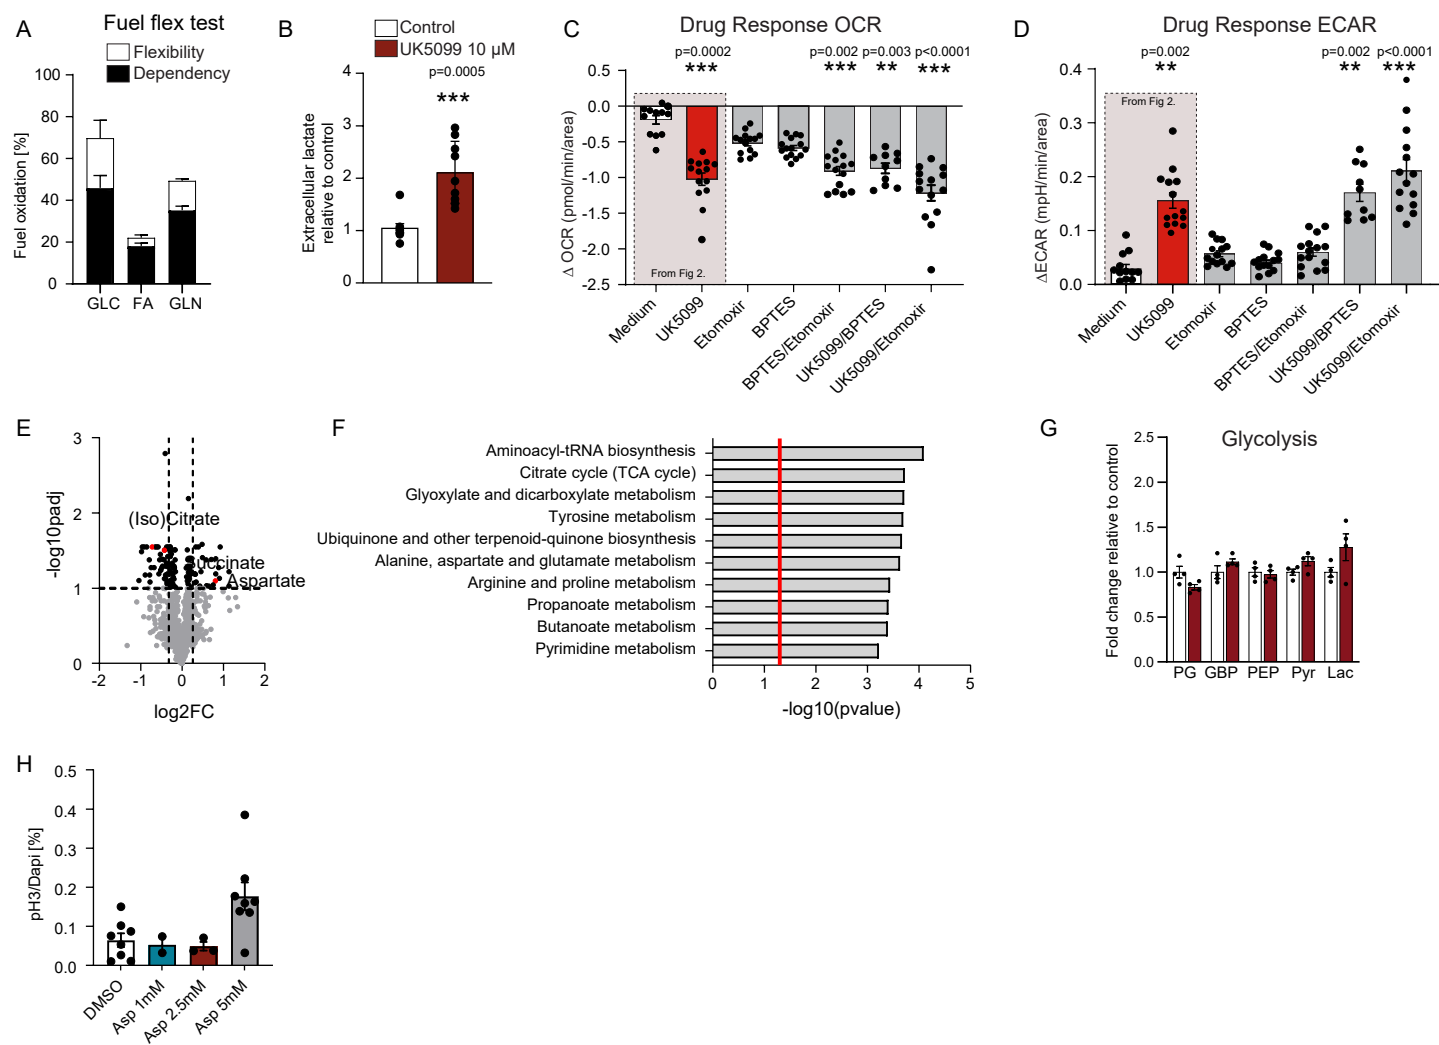 A
Fuel flex test
Flexibility
Dependency
Fuel oxidation [%]
100
80
60
40
20
0
GLC FA GLN
B
Control
UK5099 10 µM
p=0.0005
***
Extracellular lactate
relative to control
4
3
2
1
0
C
Drug Response OCR
p=0.0002 p=0.002 p=0.003 p<0.0001
*** *** ** ***
Δ OCR (pmol/min/area)
0.5
0.0
-0.5
-1.0
-1.5
-2.0
-2.5
From Fig 2.
Medium
UK5099
Etomoxir
BPTES
BPTES/Etomoxir
UK5099/BPTES
UK5099/Etomoxir
D
Drug Response ECAR
p=0.002 p=0.002 p<0.0001
** ** ***
ΔECAR (mpH/min/area)
0.4
0.3
0.2
0.1
0.0
From Fig 2.
Medium
UK5099
Etomoxir
BPTES
BPTES/Etomoxir
UK5099/BPTES
UK5099/Etomoxir
E
-log10padj
3
2
1
0
(Iso)Citrate
uccinate
Aspartate
-2 -1 0 1 2
log2FC
F
Aminoacyl-tRNA biosynthesis
Citrate cycle (TCA cycle)
Glyoxylate and dicarboxylate metabolism
Tyrosine metabolism
Ubiquinone and other terpenoid-quinone biosynthesis
Alanine, aspartate and glutamate metabolism
Arginine and proline metabolism
Propanoate metabolism
Butanoate metabolism
Pyrimidine metabolism
0 1 2 3 4 5
-log10(pvalue)
G
Glycolysis
Fold change relative to control
2.5
2.0
1.5
1.0
0.5
0.0
PG GBP PEP Pyr Lac
H
pH3/Dapi [%]
0.5
0.4
0.3
0.2
0.1
0.0
DMSO
Asp 1mM
Asp 2.5mM
Asp 5mM